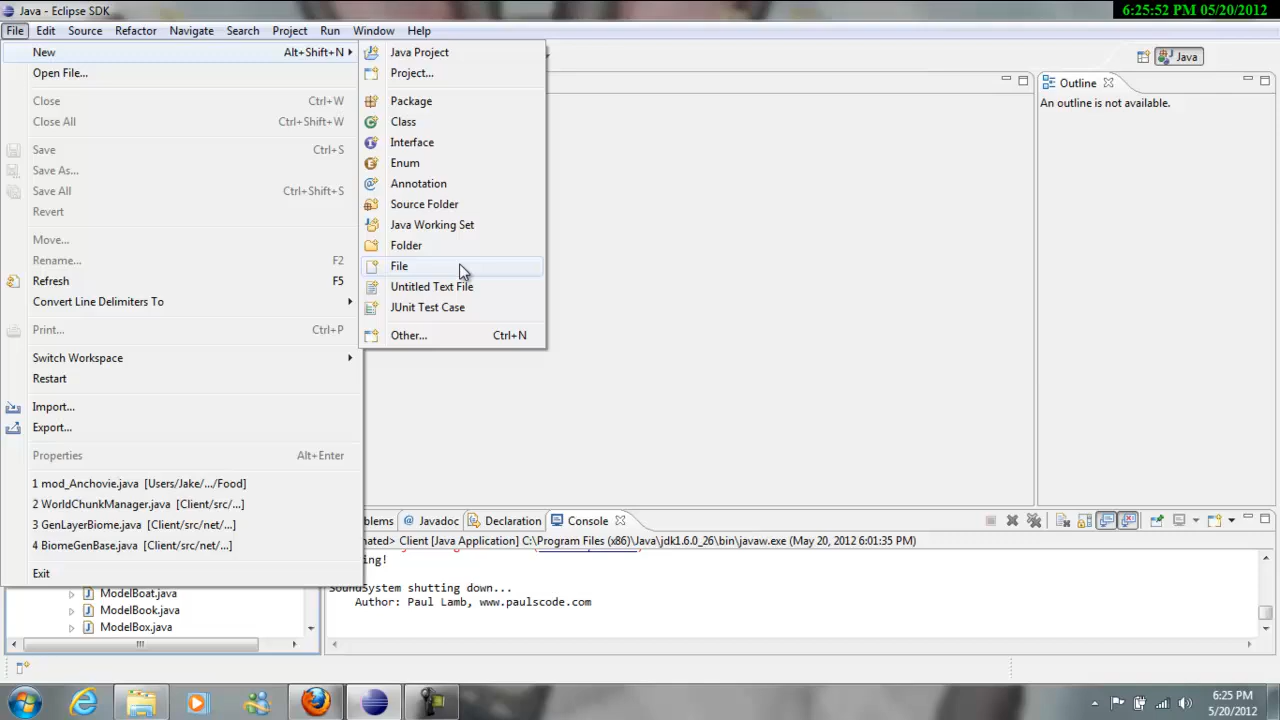 Java - Eclipse SDK
6:25:52 PM 05/20/2012
File Edit Source Refactor Navigate Search Project Run Window Help
New Alt+Shift+N
Open File...
Close Ctrl+W
Close All Ctrl+Shift+W
Save Ctrl+S
Save As...
Save All Ctrl+Shift+S
Revert
Move...
Rename... F2
Refresh F5
Convert Line Delimiters To
Print... Ctrl+P
Switch Workspace
Restart
Import...
Export...
Properties Alt+Enter
1 mod_Anchovie.java [Users/Jake/.../Food]
2 WorldChunkManager.java [Client/src/...]
3 GenLayerBiome.java [Client/src/net/...]
4 BiomeGenBase.java [Client/src/net/...]
Exit
Java Project
Project...
Package
Class
Interface
Enum
Annotation
Source Folder
Java Working Set
Folder
File
Untitled Text File
JUnit Test Case
Other... Ctrl+N
Java
Outline
An outline is not available.
blems Javadoc Declaration Console
nated> Client [Java Application] C:\Program Files (x86)\Java\jdk1.6.0_26\bin\javaw.exe (May 20, 2012 6:01:35 PM)
ing!
SoundSystem shutting down...
Author: Paul Lamb, www.paulscode.com
ModelBoat.java
ModelBook.java
ModelBox.java
6:25 PM
5/20/2012